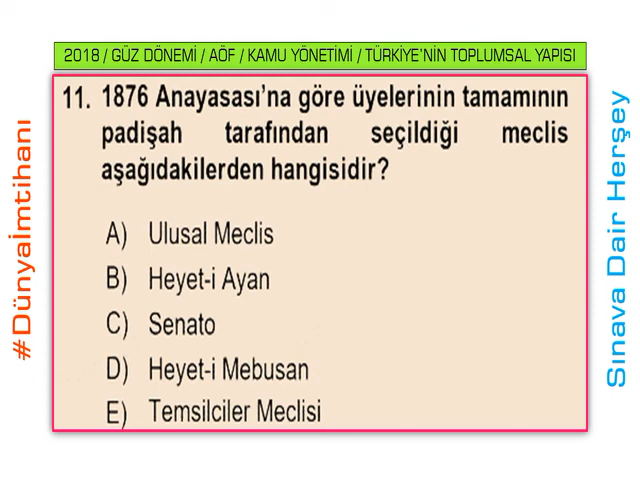 2018 / GÜZ DÖNEMİ / AÖF / KAMU YÖNETİMİ / TÜRKİYE'NİN TOPLUMSAL YAPISI
#Dünyaİmtihanı
11. 1876 Anayasası'na göre üyelerinin tamamının
padişah tarafından seçildiği meclis
aşağıdakilerden hangisidir?
A) Ulusal Meclis
B) Heyet-i Ayan
C) Senato
D) Heyet-i Mebusan
E) Temsilciler Meclisi
Sınava Dair Herşey